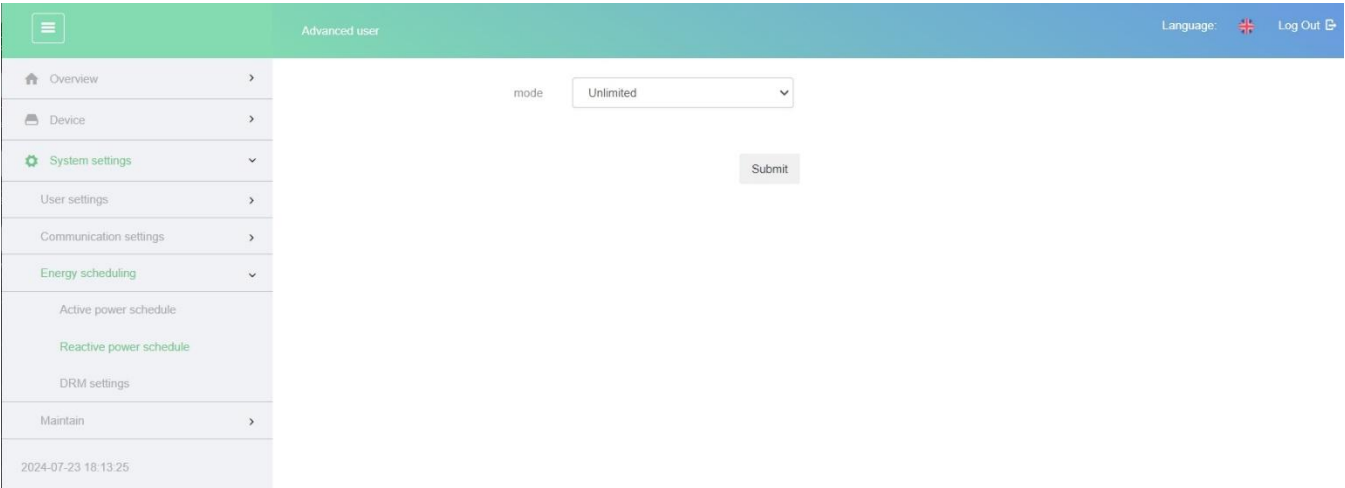 Advanced user
Language:
Log Out
Overview
Device
System settings
User settings
Communication settings
Energy scheduling
Active power schedule
Reactive power schedule
DRM settings
Maintain
2024-07-23 18:13:25
mode
Unlimited
Submit